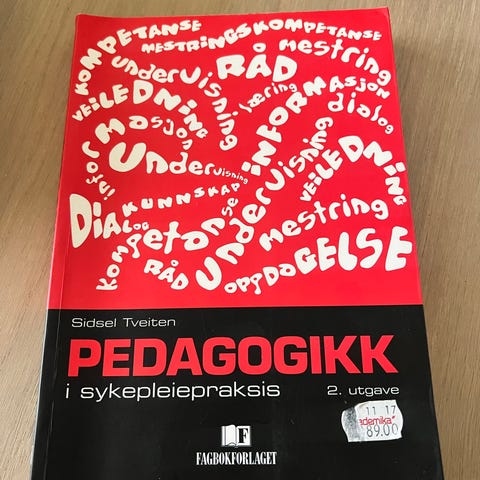 KOMPETANSE
MESTRINGSKOMPETANSE
undervisning
RÅD
mestring
VEILEDNING
læring
INFORMASJON
dialog
informasjon
Undervisning
KUNNSKAP
DIALOG
Kompetanse
RÅD
Undervisning
VEILEDNING
mestring
OPPDAGELSE
Sidsel Tveiten
PEDAGOGIKK
i sykepleiepraksis 2. utgave
11 17
ademika
89.00
F
FAGBOKFORLAGET